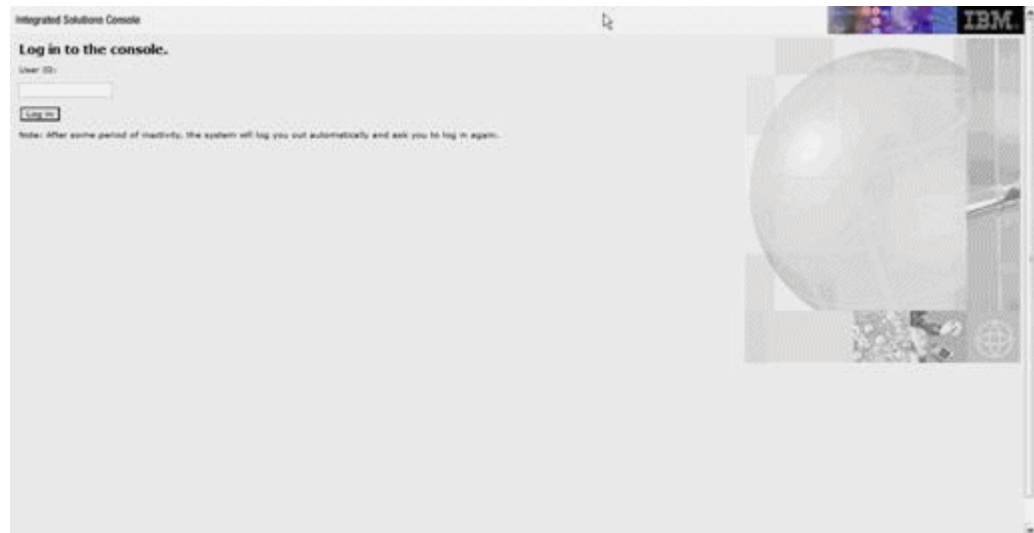 Integrated Solutions Console
IBM.
Log in to the console.
User ID:
Log in
Note: After some period of inactivity, the system will log you out automatically and ask you to log in again.